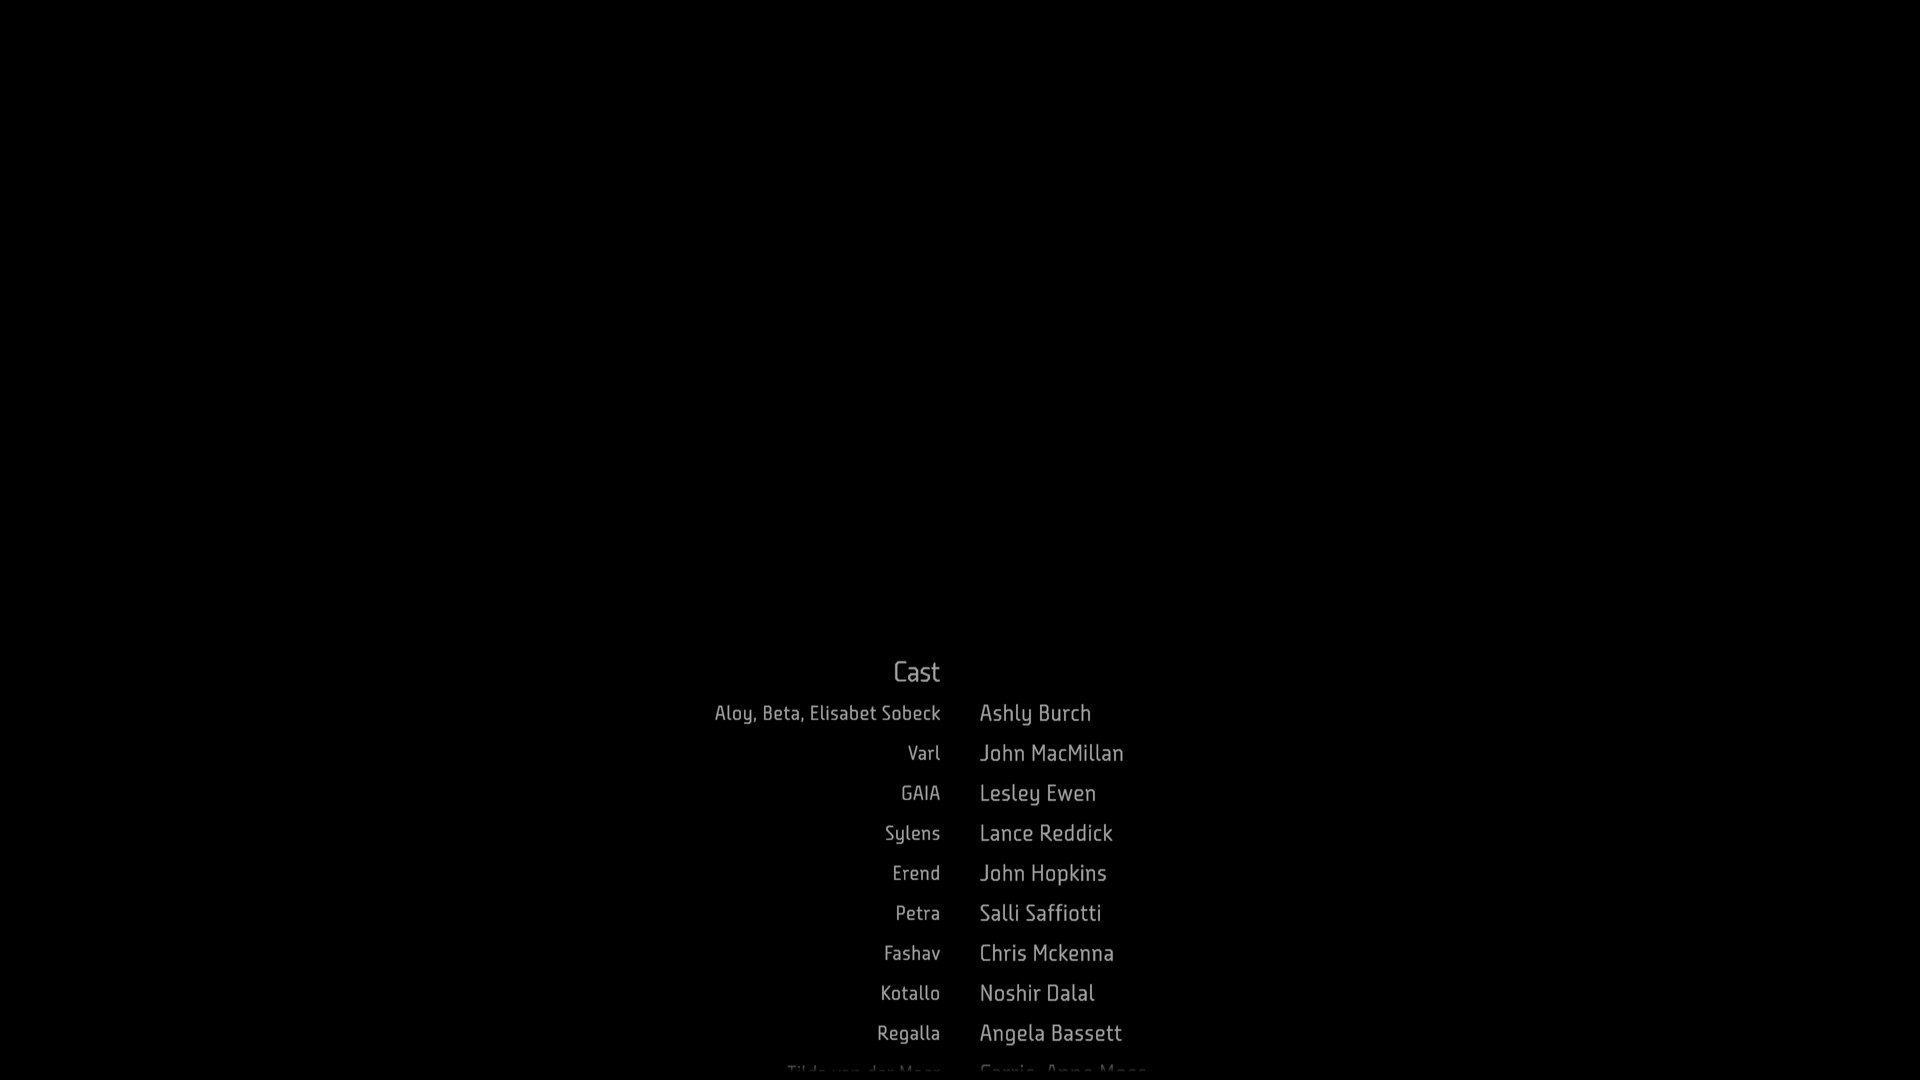 Cast
Aloy, Beta, Elisabet Sobeck Ashly Burch
Varl John MacMillan
GAIA Lesley Ewen
Sylens Lance Reddick
Erend John Hopkins
Petra Salli Saffiotti
Fashav Chris Mckenna
Kotallo Noshir Dalal
Regalla Angela Bassett